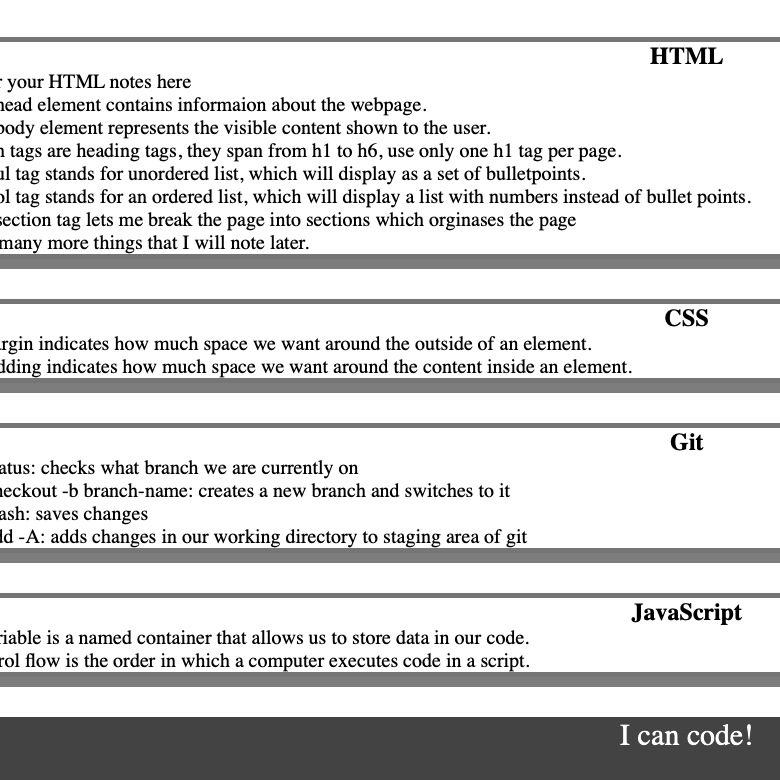 HTML
your HTML notes here
head element contains informaion about the webpage.
body element represents the visible content shown to the user.
tags are heading tags, they span from h1 to h6, use only one h1 tag per page.
ul tag stands for unordered list, which will display as a set of bulletpoints.
ol tag stands for an ordered list, which will display a list with numbers instead of bullet points.
section tag lets me break the page into sections which orginases the page
many more things that I will note later.
CSS
rgin indicates how much space we want around the outside of an element.
dding indicates how much space we want around the content inside an element.
Git
atus: checks what branch we are currently on
heckout -b branch-name: creates a new branch and switches to it
ash: saves changes
dd -A: adds changes in our working directory to staging area of git
JavaScript
riable is a named container that allows us to store data in our code.
rol flow is the order in which a computer executes code in a script.
I can code!